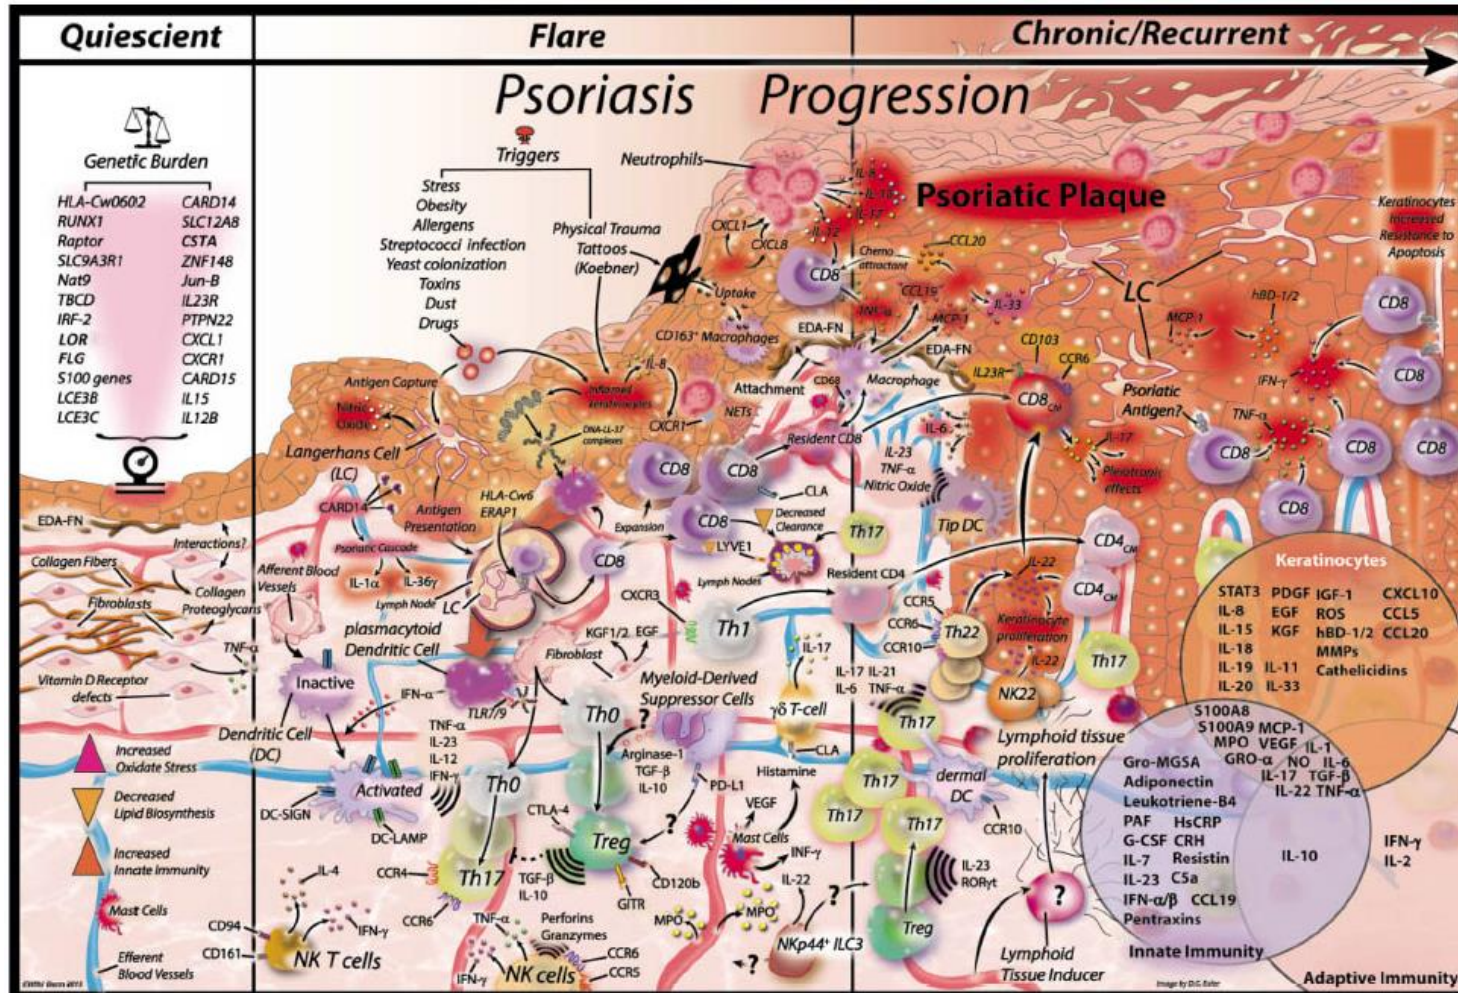 Quiescient
Flare
Chronic/Recurrent
Psoriasis Progression
Genetic Burden
HLA-Cw0602
RUNX1
Raptor
SLC9A3R1
Nat9
TBCD
IRF-2
LOR
FLG
S100 genes
LCE3B
LCE3C
CARD14
SLC12A8
CSTA
ZNF148
Jun-B
IL23R
PTPN22
CXCL1
CXCR1
CARD15
IL15
IL12B
EDA-FN
Interactions?
Collagen Fibers
Fibroblasts
Collagen
Proteoglycans
TNF-α
Vitamin D Receptor
defects
Increased
Oxidate Stress
Decreased
Lipid Biosynthesis
Increased
Innate Immunity
Mast Cells
Efferent
Blood Vessels
Triggers
Stress
Obesity
Allergens
Streptococci infection
Yeast colonization
Toxins
Dust
Drugs
Physical Trauma
Tattoos
(Koebner)
Neutrophils
IL-8
IL-17
IL-12
CXCL1
CXCL8
Uptake
CD163+ Macrophages
CD8
Chemo
attractant
CCL20
CCL19
TNF-α
MCP-1
IL-33
EDA-FN
EDA-FN
Attachment
CD68
Macrophage
Antigen Capture
Nitric
Oxide
Langerhans Cell
(LC)
Inflamed
keratinocytes
IL-8
CXCR1
NETs
DNA-LL-37
complexes
CARD14
Antigen
Presentation
HLA-Cw6
ERAP1
Psoriatic Cascade
IL-1α
IL-36γ
Afferent Blood
Vessels
Lymph Node
LC
CD8
Expansion
CD8
CD8
CD8
Resident CD8
CLA
Decreased
Clearance
LYVE1
Lymph Nodes
Th17
Resident CD4
plasmacytoid
Dendritic Cell
IFN-α
TLR7/9
Inactive
Dendritic Cell
(DC)
Activated
DC-SIGN
DC-LAMP
TNF-α
IL-23
IL-12
IFN-γ
Fibroblast
KGF1/2
EGF
CXCR3
Th1
Myeloid-Derived
Suppressor Cells
Th0
Th0
?
Arginase-1
TGF-β
IL-10
PD-L1
CTLA-4
Treg
?
CD120b
GITR
TGF-β
IL-10
Th17
CCR4
CCR6
IL-4
IFN-γ
CD94
CD161
NK T cells
TNF-α
IFN-γ
Perforins
Granzymes
CCR6
CCR5
NK cells
IL-17
γδ T-cell
CLA
Histamine
VEGF
Mast Cells
INF-γ
IL-22
MPO
MPO
NKp44+ ILC3
?
?
Psoriatic Plaque
LC
Keratinocytes
Increased
Resistance to
Apoptosis
CD103
CCR6
IL23R
CD8CM
IL-6
IL-23
TNF-α
Nitric Oxide
Tip DC
IL-17
Pleiotropic
effects
MCP-1
hBD-1/2
Psoriatic
Antigen?
IFN-γ
TNF-α
CD8
CD8
CD8
CD8
CD8
CD8
CD4CM
CD4CM
IL-22
Keratinocyte
proliferation
IL-22
CCR5
CCR6
CCR10
Th22
NK22
Th17
IL-17 IL-21
IL-6 TNF-α
Th17
Th17
Th17
Th17
dermal
DC
CCR10
IL-23
RORγt
Treg
Lymphoid tissue
proliferation
?
Lymphoid
Tissue Inducer
Keratinocytes
STAT3 PDGF IGF-1 CXCL10
IL-8 EGF ROS CCL5
IL-15 KGF hBD-1/2 CCL20
IL-18 MMPs
IL-19 IL-11 Cathelicidins
IL-20 IL-33
S100A8
S100A9 MCP-1
MPO VEGF IL-1
GRO-α NO IL-6
IL-17 TGF-β
IL-22 TNF-α
Gro-MGSA
Adiponectin
Leukotriene-B4
PAF HsCRP
G-CSF CRH
IL-7 Resistin
IL-23 C5a
IFN-α/β CCL19
Pentraxins
IL-10
IFN-γ
IL-2
Innate Immunity
Adaptive Immunity
Image by D.G. Ester